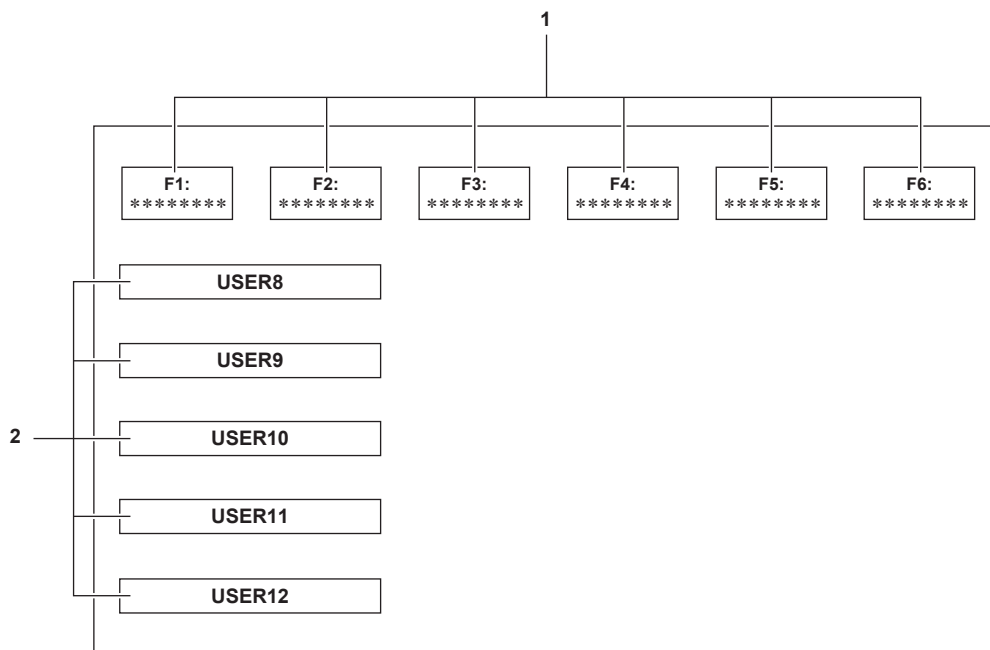 1
F1: F2: F3: F4: F5: F6:
******** ******** ******** ******** ******** ********
USER8
USER9
2 USER10
USER11
USER12